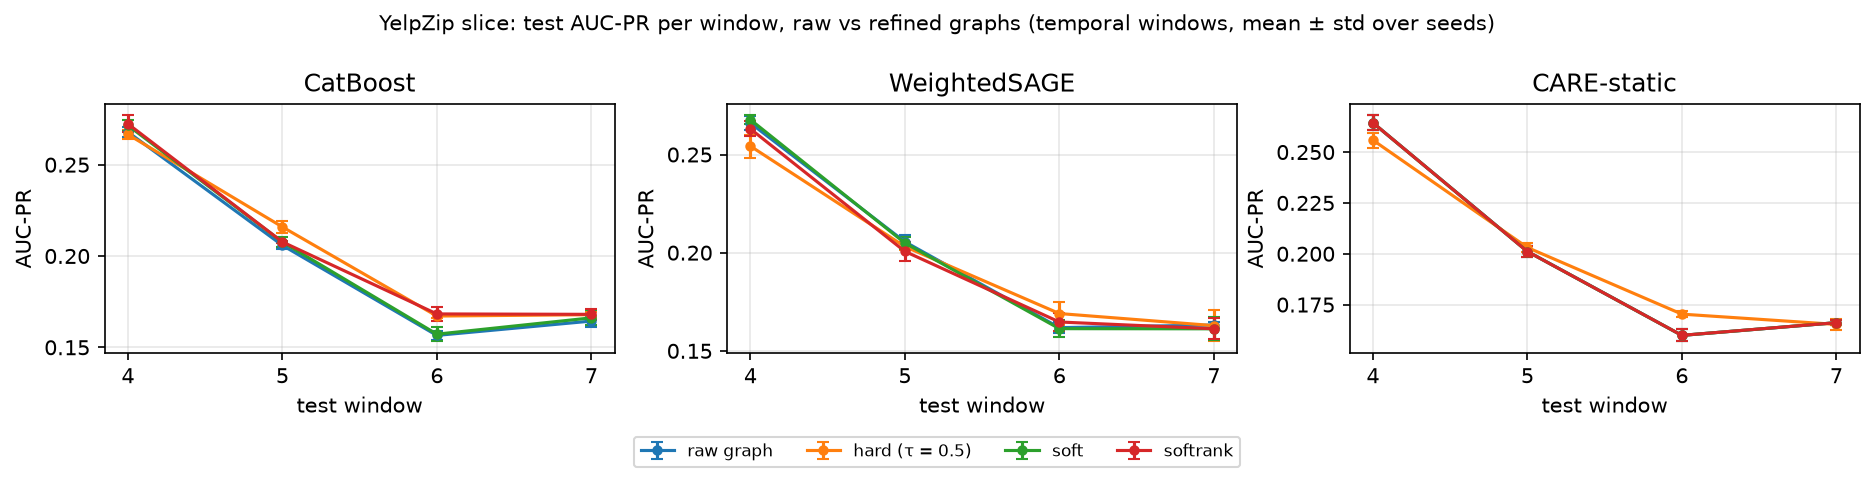 YelpZip slice: test AUC-PR per window, raw vs refined graphs (temporal windows, mean ± std over seeds)
CatBoost
AUC-PR
0.25
0.20
0.15
4 5 6 7
test window
WeightedSAGE
AUC-PR
0.25
0.20
0.15
4 5 6 7
test window
CARE-static
AUC-PR
0.250
0.225
0.200
0.175
4 5 6 7
test window
raw graph hard (τ = 0.5) soft softrank